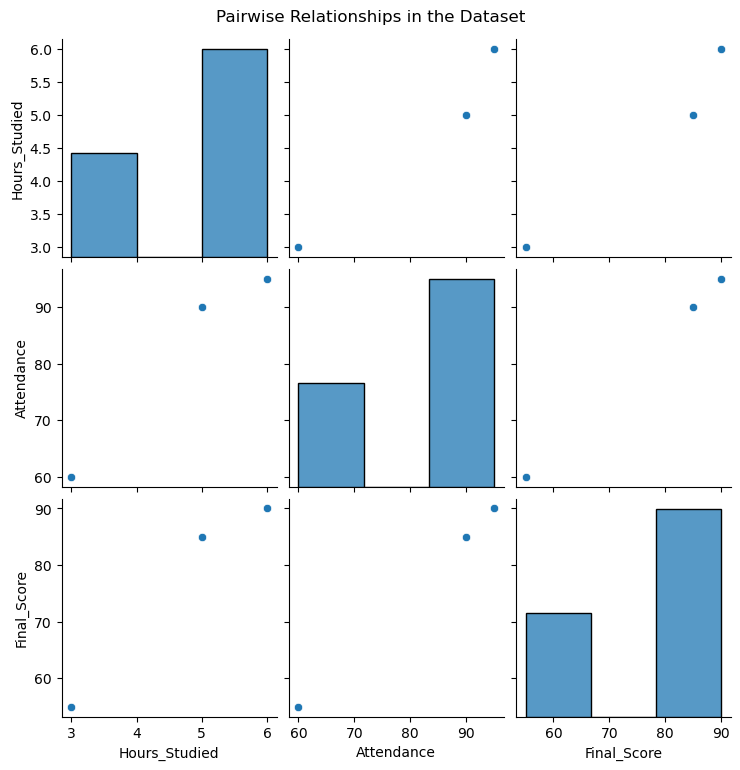 Pairwise Relationships in the Dataset
Hours_Studied
6.0
5.5
5.0
4.5
4.0
3.5
3.0
Attendance
90
80
70
60
Final_Score
90
80
70
60
3 4 5 6
60 70 80 90
60 70 80 90
Hours_Studied
Attendance
Final_Score